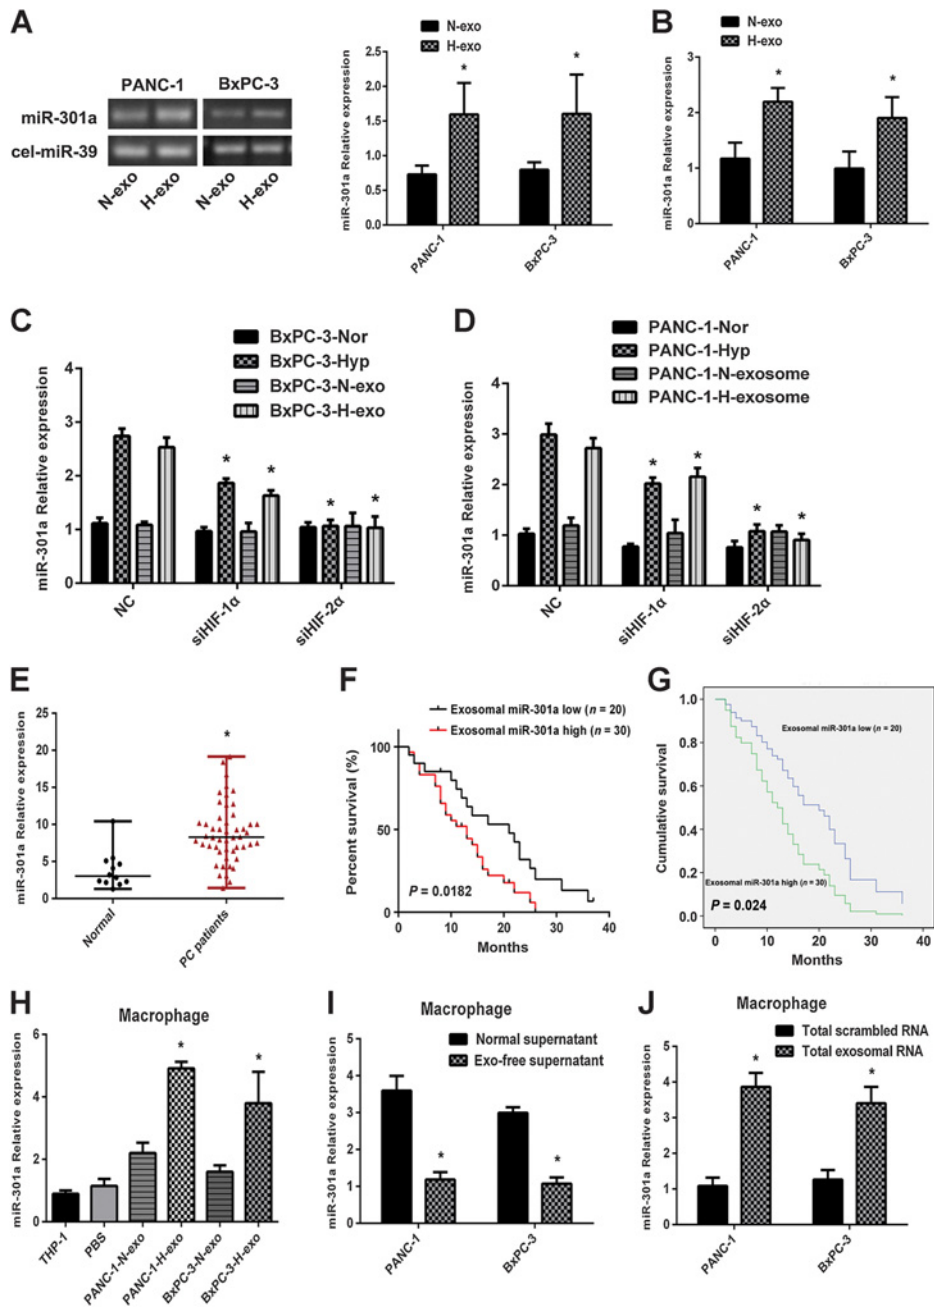 A
PANC-1 BxPC-3
miR-301a
cel-miR-39
N-exo H-exo N-exo H-exo
N-exo
H-exo
miR-301a Relative expression
2.5
2.0
1.5
1.0
0.5
0.0
* *
PANC-1 BxPC-3
B
N-exo
H-exo
miR-301a Relative expression
3
2
1
0
* *
PANC-1 BxPC-3
C
BxPC-3-Nor
BxPC-3-Hyp
BxPC-3-N-exo
BxPC-3-H-exo
miR-301a Relative expression
4
3
2
1
0
* * * *
NC siHIF-1α siHIF-2α
D
PANC-1-Nor
PANC-1-Hyp
PANC-1-N-exosome
PANC-1-H-exosome
miR-301a Relative expression
4
3
2
1
0
* * * *
NC siHIF-1α siHIF-2α
E
miR-301a Relative expression
25
20
15
10
5
0
*
Normal PC patients
F
Exosomal miR-301a low (n = 20)
Exosomal miR-301a high (n = 30)
Percent survival (%)
100
50
0
P = 0.0182
0 10 20 30 40
Months
G
Cumulative survival
1.0
0.8
0.6
0.4
0.2
0.0
Exosomal miR-301a low (n = 20)
Exosomal miR-301a high (n = 30)
P = 0.024
0 10 20 30 40
Months
H
Macrophage
miR-301a Relative expression
6
4
2
0
* *
THP-1 PBS PANC-1-N-exo PANC-1-H-exo BxPC-3-N-exo BxPC-3-H-exo
I
Macrophage
Normal supernatant
Exo-free supernatant
miR-301a Relative expression
5
4
3
2
1
0
* *
PANC-1 BxPC-3
J
Macrophage
Total scrambled RNA
Total exosomal RNA
miR-301a Relative expression
5
4
3
2
1
0
* *
PANC-1 BxPC-3